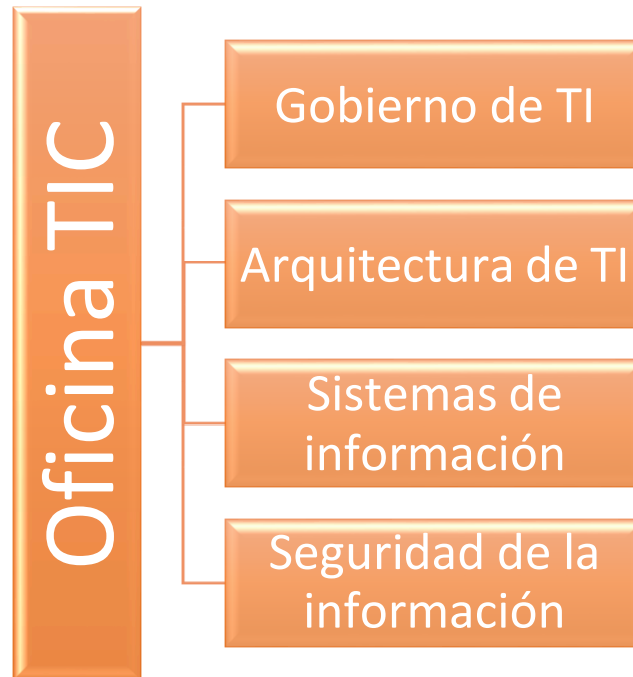 Oficina TIC
Gobierno de TI
Arquitectura de TI
Sistemas de
información
Seguridad de la
información